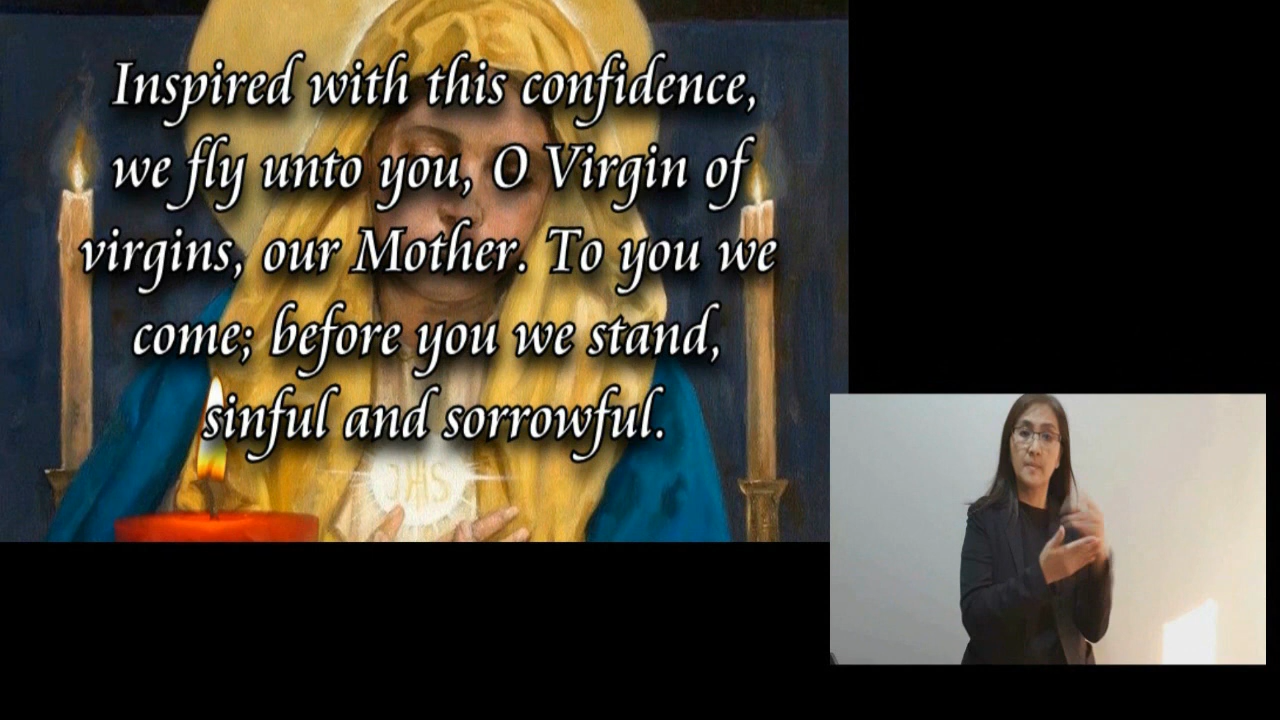 Inspired with this confidence,
we fly unto you, O Virgin of
virgins, our Mother. To you we
come; before you we stand,
sinful and sorrowful.
JHS